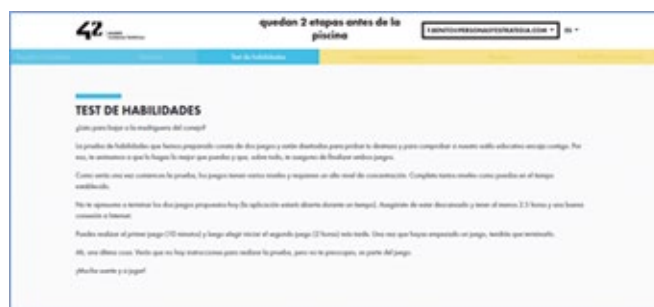 42
quedan 2 etapas antes de la
piscina
ES
Test de habilidades
TEST DE HABILIDADES
¿Listo para bajar a la madriguera del conejo?
La prueba de habilidades que hemos preparado consta de dos juegos y están diseñados para probar tu destreza y para comprobar si nuestro estilo educativo encaja contigo. Por
eso, te animamos a que lo hagas lo mejor que puedas y que, sobre todo, te asegures de finalizar ambos juegos.
Como verás una vez comiences la prueba, los juegos tienen varios niveles y requieren un alto nivel de concentración. Completa tantos niveles como puedas en el tiempo
establecido.
No te apresures a terminar los dos juegos propuestos hoy (la aplicación estará abierta durante un tiempo). Asegúrate de estar descansado y tener al menos 2.5 horas y una buena
conexión a Internet.
Puedes realizar el primer juego (10 minutos) y luego elegir iniciar el segundo juego (2 horas) más tarde. Una vez que hayas empezado un juego, tendrás que terminarlo.
Ah, una última cosa. Verás que no hay instrucciones para realizar la prueba, pero no te preocupes, es parte del juego.
¡Mucha suerte y a jugar!